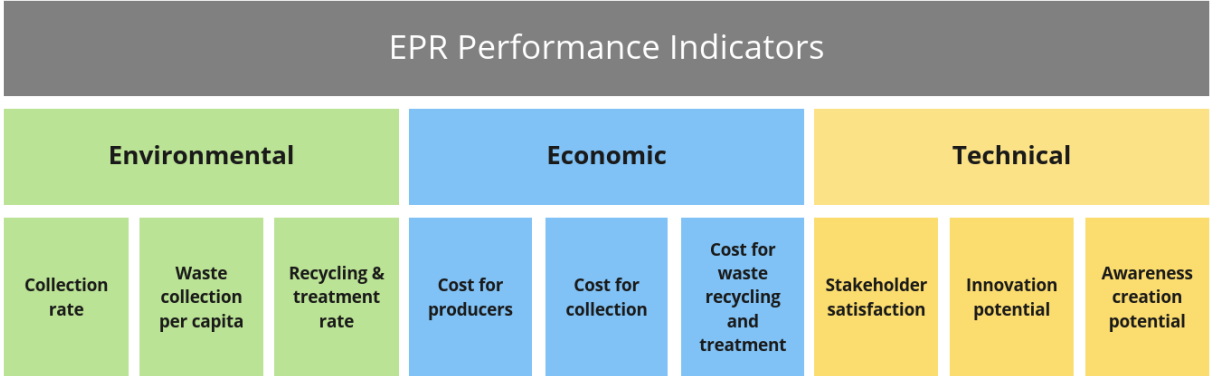 EPR Performance Indicators
Environmental
Economic
Technical
Collection
rate
Waste
collection
per capita
Recycling &
treatment
rate
Cost for
producers
Cost for
collection
Cost for
waste
recycling
and
treatment
Stakeholder
satisfaction
Innovation
potential
Awareness
creation
potential